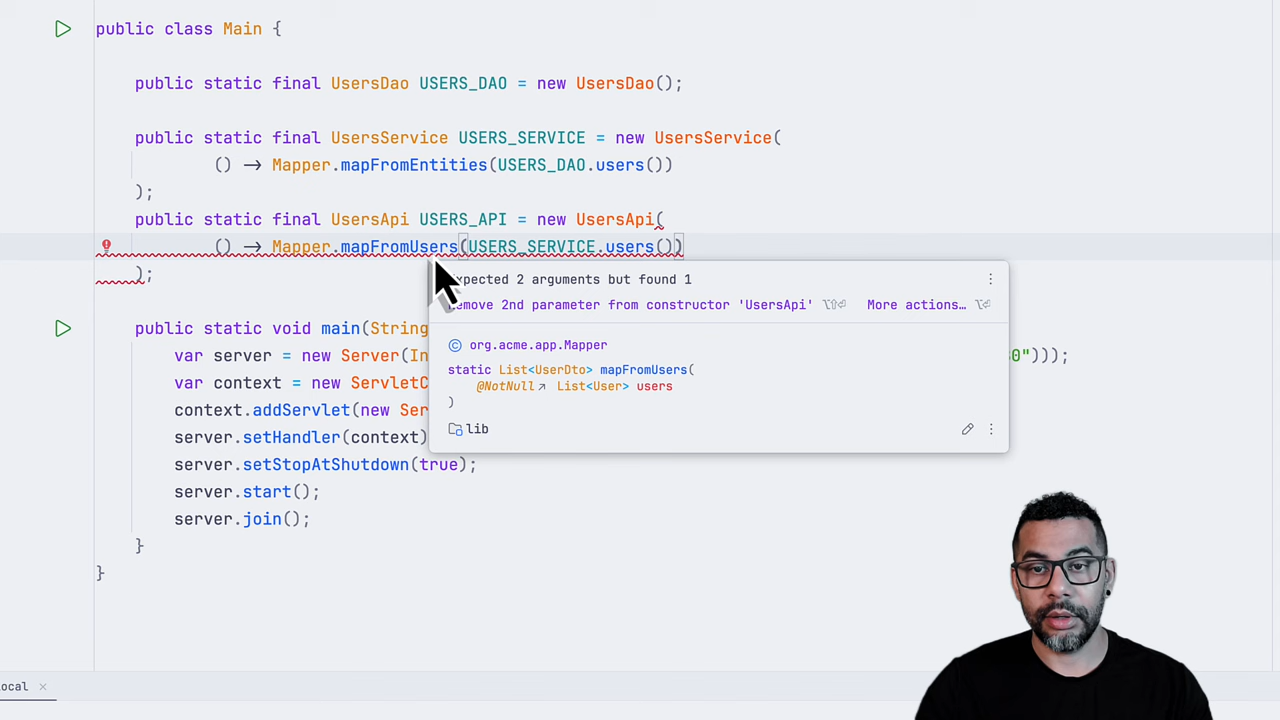 public class Main {
public static final UsersDao USERS_DAO = new UsersDao();
public static final UsersService USERS_SERVICE = new UsersService(
() → Mapper.mapFromEntities(USERS_DAO.users())
);
public static final UsersApi USERS_API = new UsersApi(
() → Mapper.mapFromUsers(USERS_SERVICE.users())
);
expected 2 arguments but found 1
Remove 2nd parameter from constructor 'UsersApi' ⌥⇧⏎ More actions… ⌥⏎
org.acme.app.Mapper
static List<UserDto> mapFromUsers(
@NotNull↗ List<User> users
)
lib
public static void main(String
var server = new Server(In 0")));
var context = new ServletC
context.addServlet(new Ser
server.setHandler(context)
server.setStopAtShutdown(true);
server.start();
server.join();
}
}
ocal ×